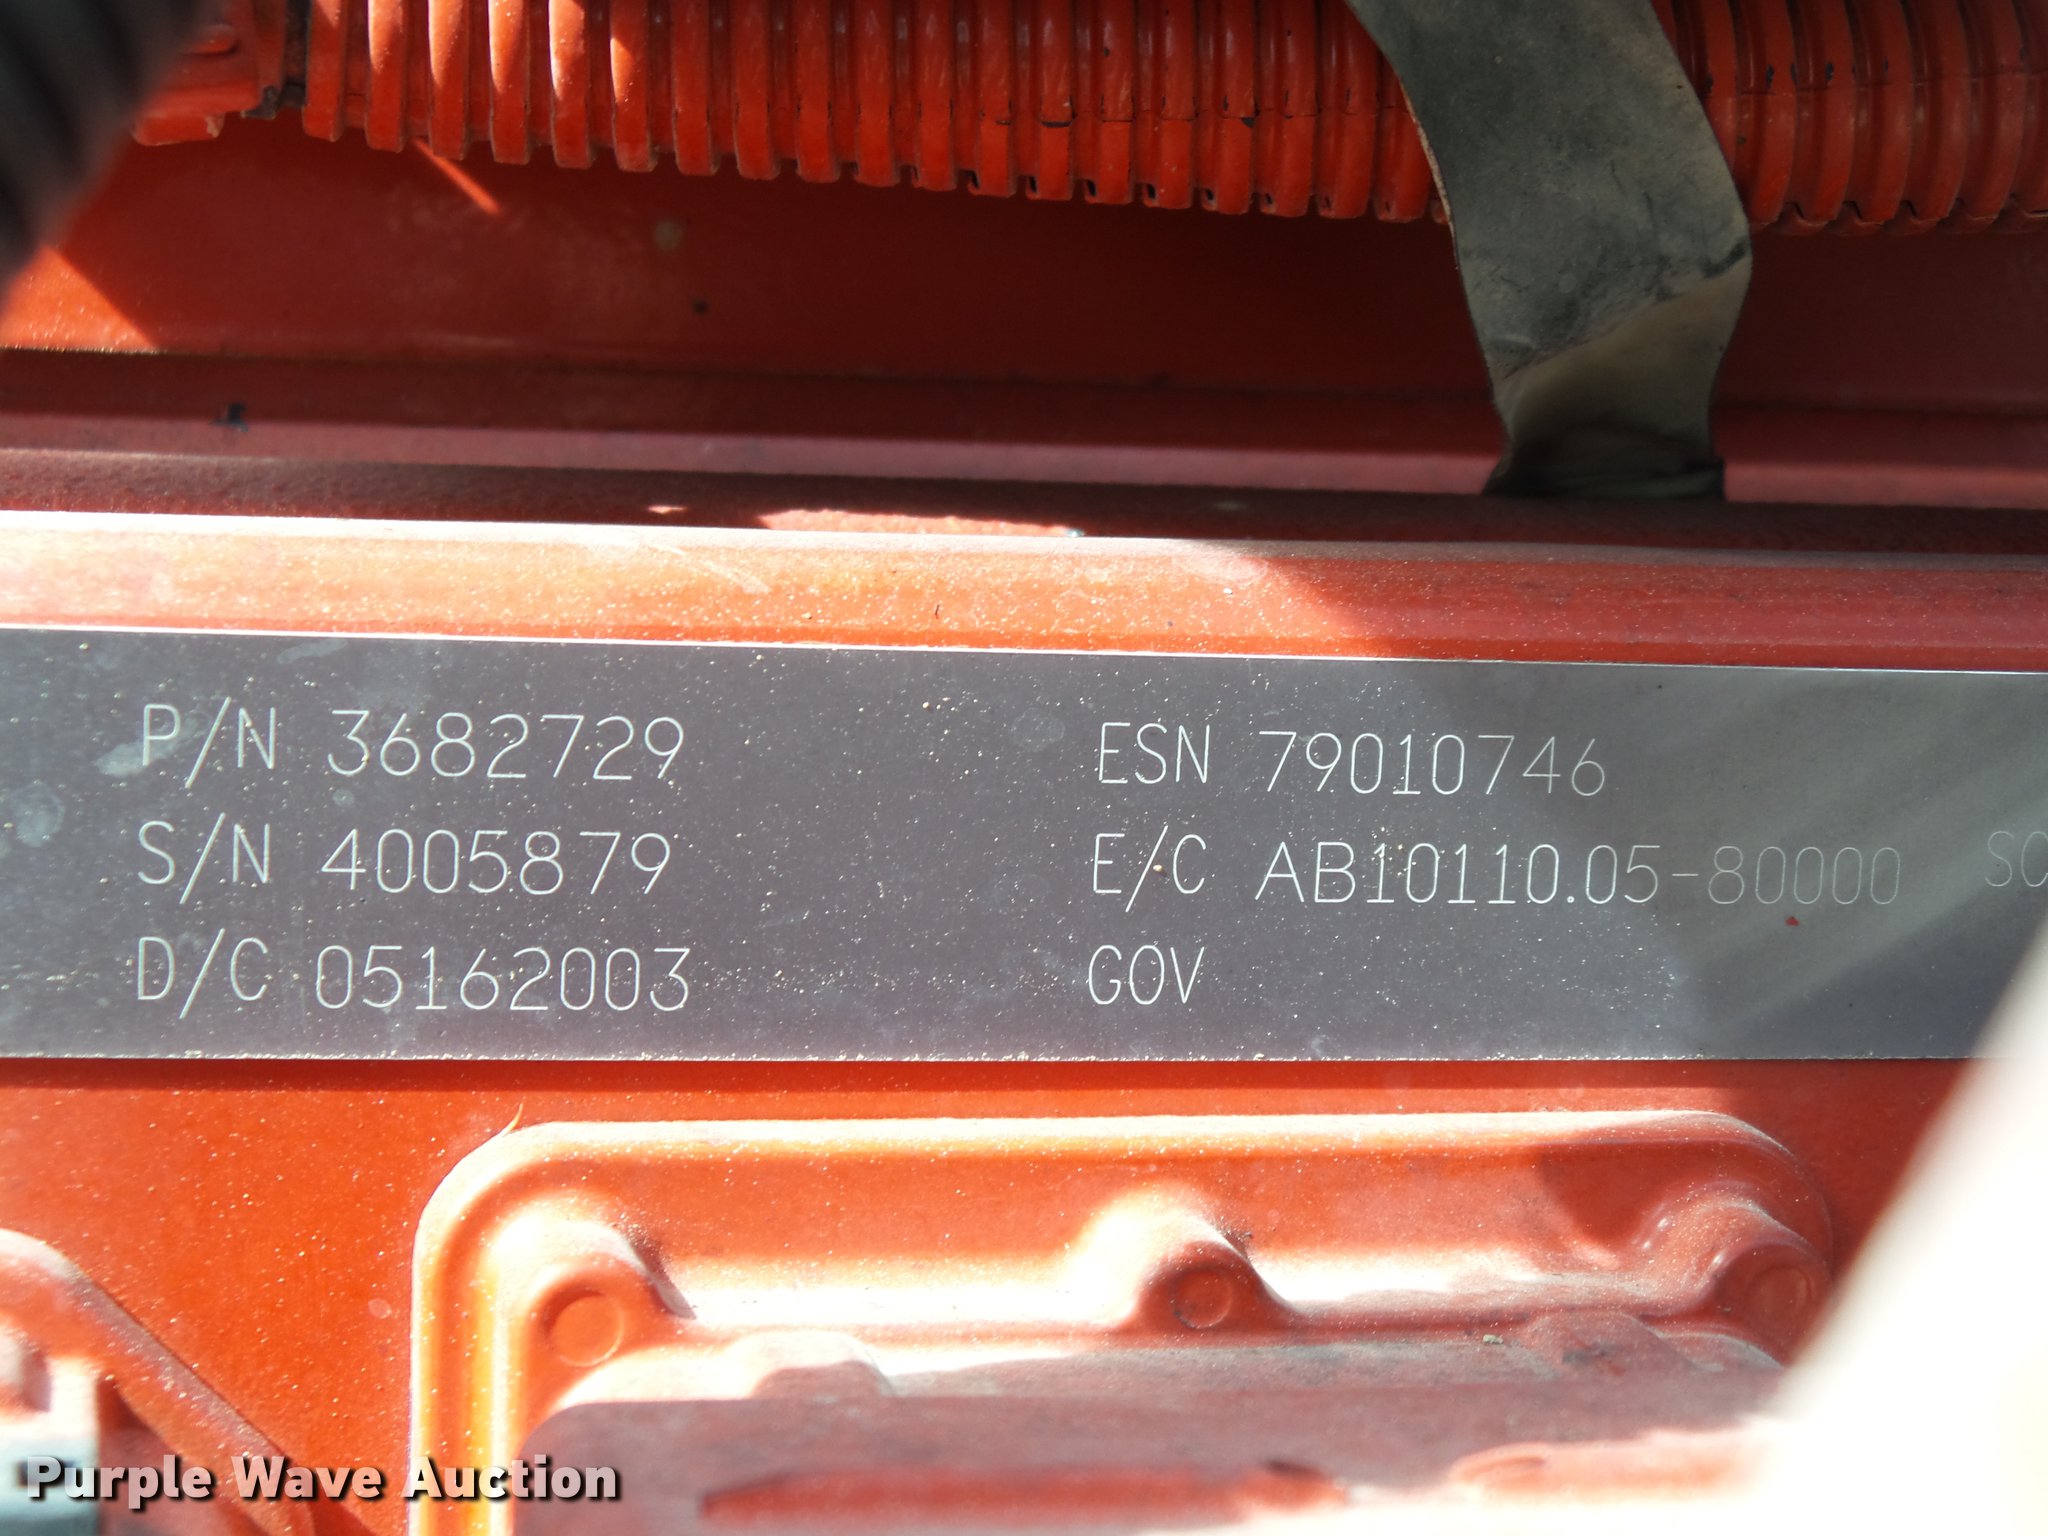 P/N 3682729
S/N 4005879
D/C 05162003
ESN 79010746
E/C AB10110.05-80000
GOV
Purple Wave Auction